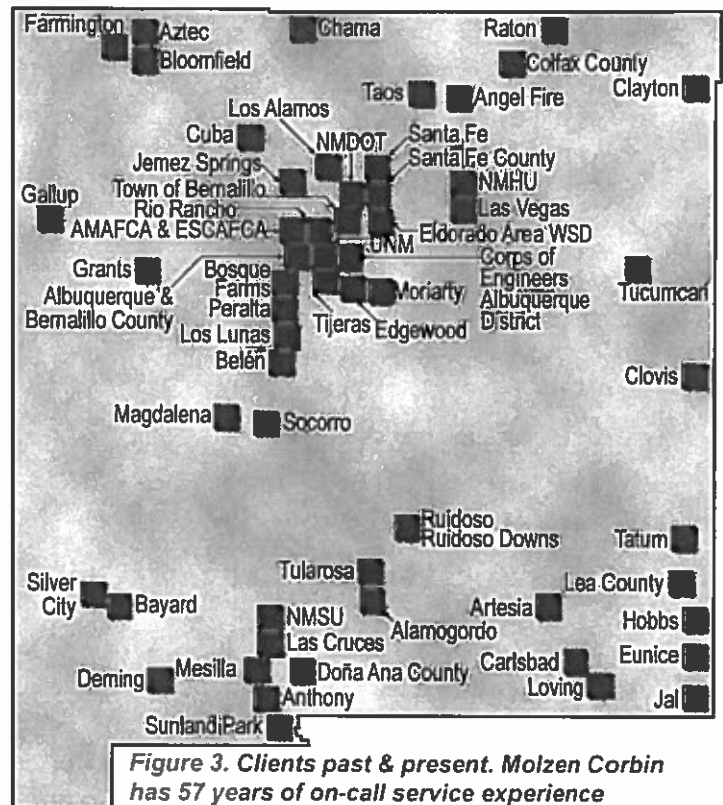 Farmington
Aztec
Chama
Raton
Bloomfield
Colfax County
Clayton
Taos
Angel Fire
Los Alamos
Cuba
NMDOT
Santa Fe
Jemez Springs
Santa Fe County
Town of Bernalillo
NMHU
Gallup
Rio Rancho
Las Vegas
AMAFCA & ESCAFCA
Eldorado Area WSD
UNM
Grants
Bosque
Farms
Corps of
Engineers
Albuquerque
District
Tucumcari
Albuquerque &
Bernalillo County
Peralta
Moriarty
Tijeras
Edgewood
Los Lunas
Belén
Clovis
Magdalena
Socorro
Ruidoso
Ruidoso Downs
Tatum
Tularosa
Lea County
Silver
City
Bayard
NMSU
Alamogordo
Artesia
Hobbs
Las Cruces
Eunice
Deming
Mesilla
Doña Ana County
Carlsbad
Loving
Anthony
Jal
Sunland Park
Figure 3. Clients past & present. Molzen Corbin
has 57 years of on-call service experience